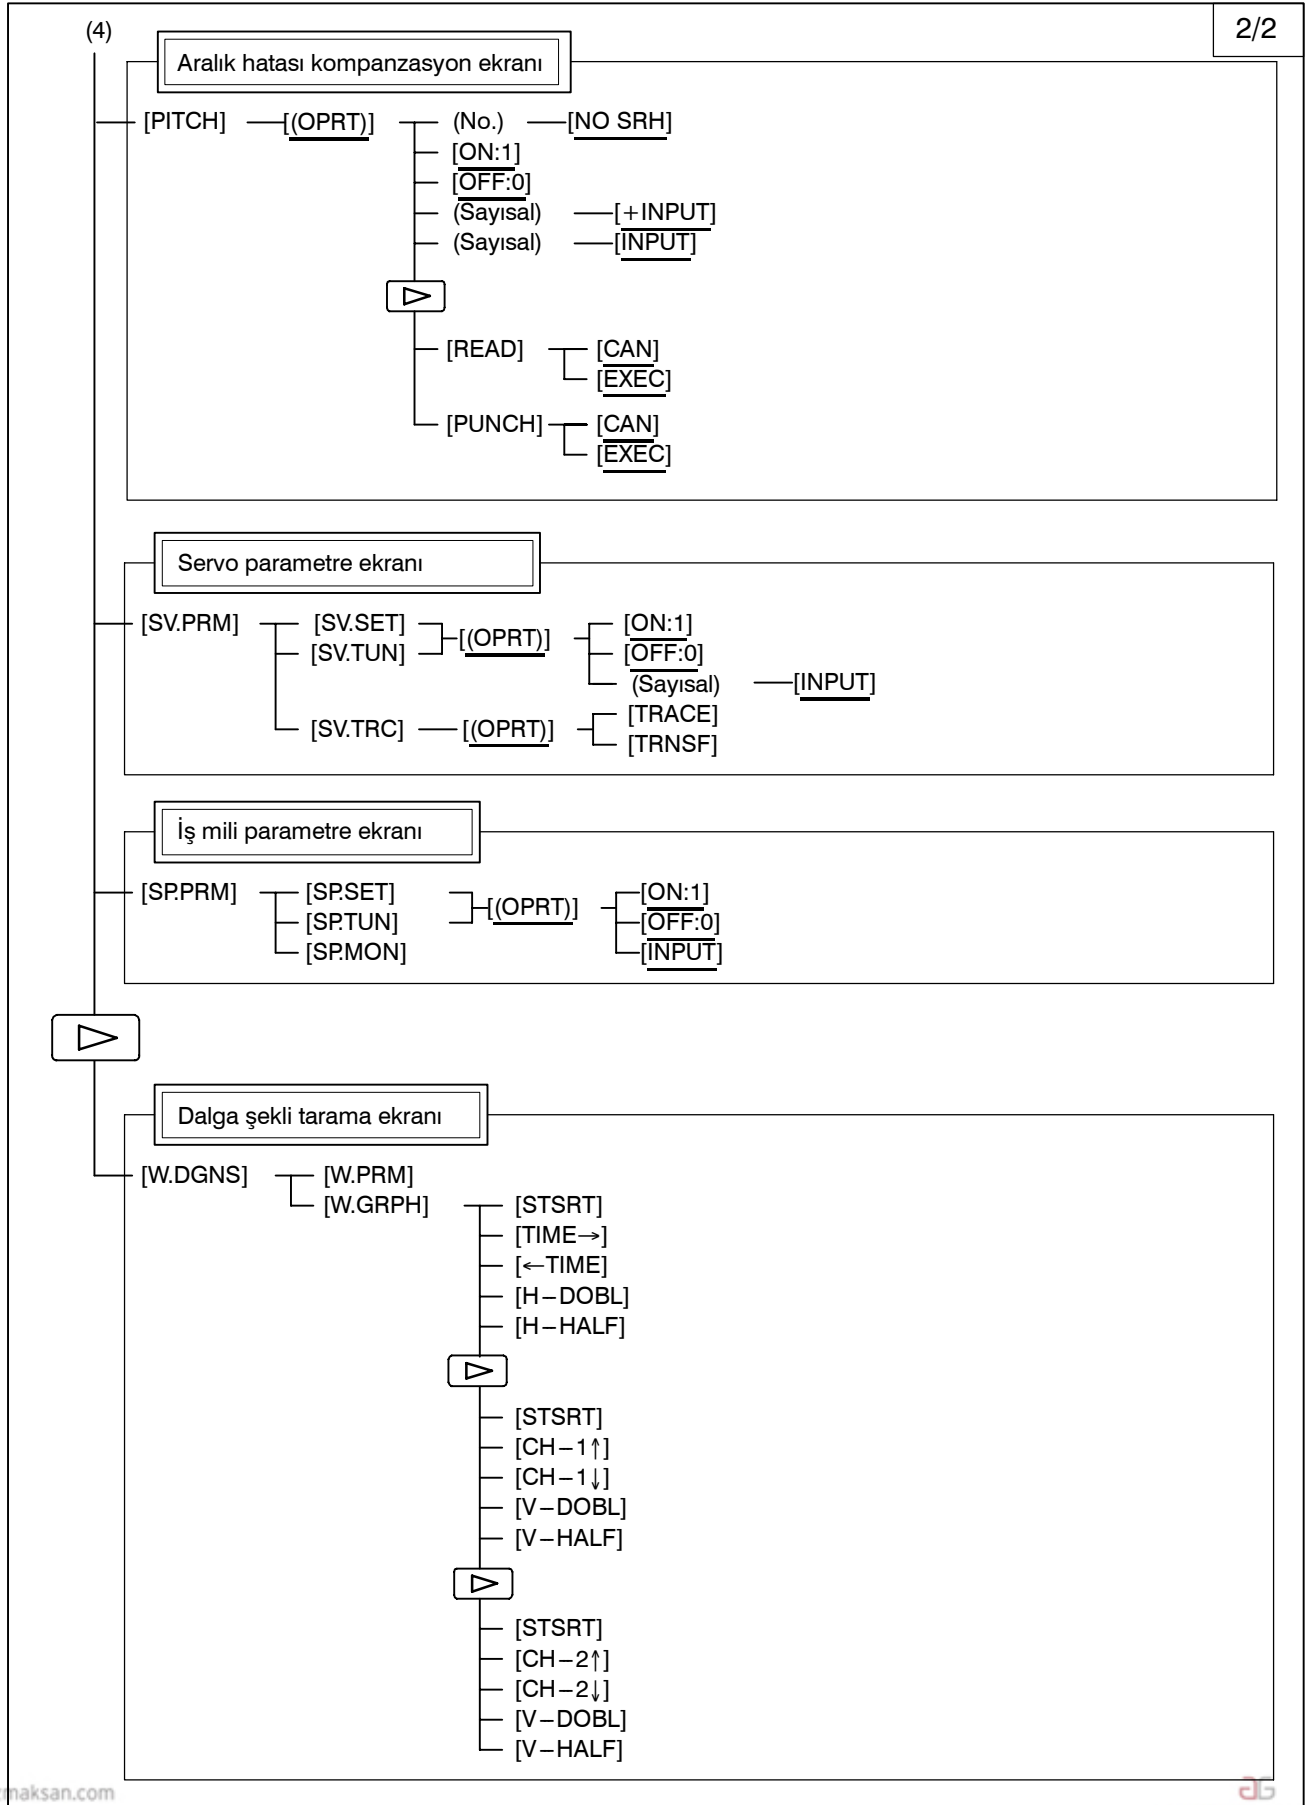 (4)
2/2
Aralık hatası kompanzasyon ekranı
[PITCH] [(OPRT)] (No.) [NO SRH]
[ON:1]
[OFF:0]
(Sayısal) [+INPUT]
(Sayısal) [INPUT]
[READ] [CAN]
[EXEC]
[PUNCH] [CAN]
[EXEC]
Servo parametre ekranı
[SV.PRM] [SV.SET] [(OPRT)] [ON:1]
[SV.TUN] [OFF:0]
(Sayısal) [INPUT]
[SV.TRC] [(OPRT)] [TRACE]
[TRNSF]
İş mili parametre ekranı
[SP.PRM] [SP.SET] [(OPRT)] [ON:1]
[SP.TUN] [OFF:0]
[SP.MON] [INPUT]
Dalga şekli tarama ekranı
[W.DGNS] [W.PRM]
[W.GRPH] [STSRT]
[TIME→]
[←TIME]
[H−DOBL]
[H−HALF]
[STSRT]
[CH−1↑]
[CH−1↓]
[V−DOBL]
[V−HALF]
[STSRT]
[CH−2↑]
[CH−2↓]
[V−DOBL]
[V−HALF]
maksan.com